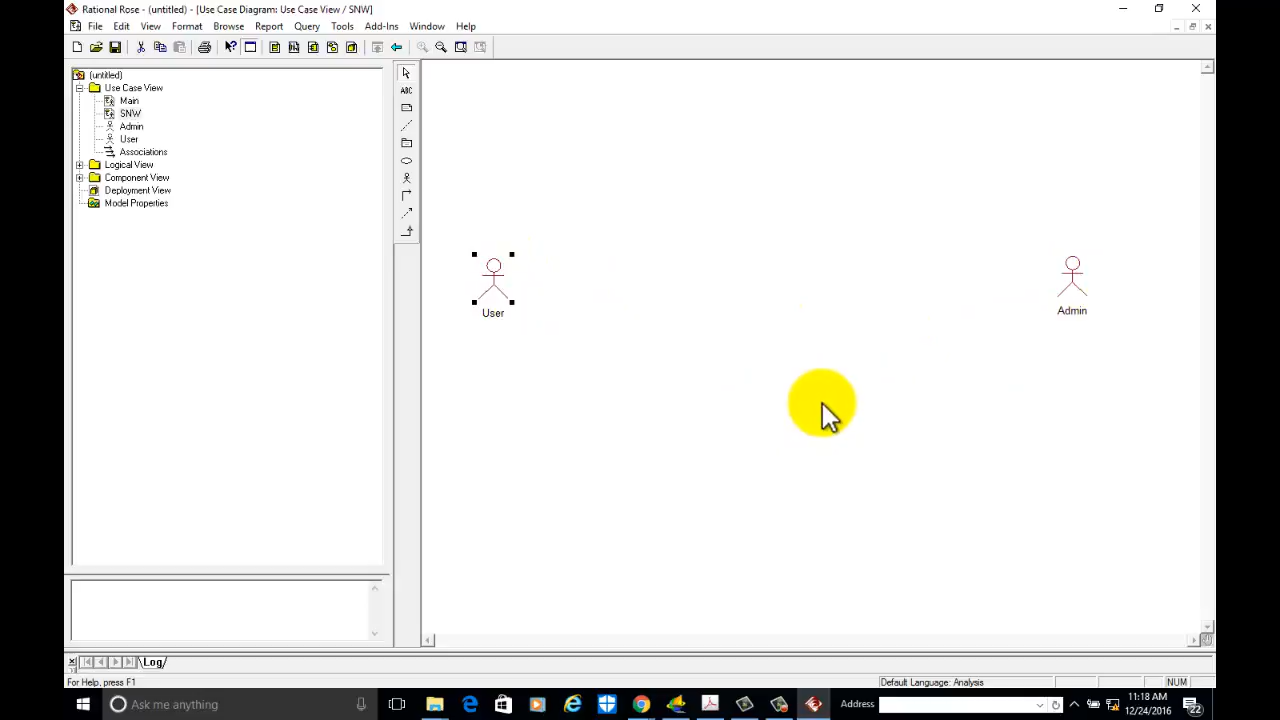 Rational Rose - (untitled) - [Use Case Diagram: Use Case View / SNW]
File Edit View Format Browse Report Query Tools Add-Ins Window Help
ABC
(untitled)
Use Case View
Main
SNW
Admin
User
Associations
Logical View
Component View
Deployment View
Model Properties
User
Admin
Log
For Help, press F1
Default Language: Analysis
NUM
Ask me anything
Address
11:18 AM
12/24/2016
22